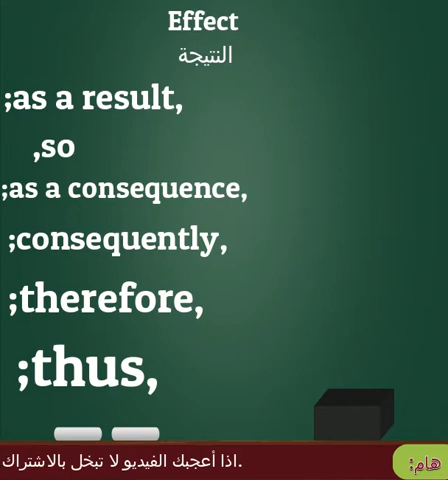 Effect
النتيجة
;as a result,
,so
;as a consequence,
;consequently,
;therefore,
;thus,
اذا أعجبك الفيديو لا تبخل بالاشتراك.
هام: